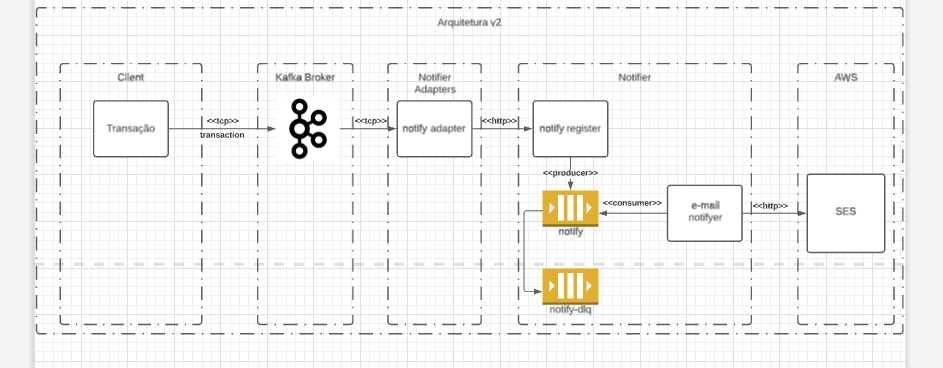 Arquitetura v2
Client
Kafka Broker
Notifier
Adapters
Notifier
AWS
Transação
<<tcp>>
transaction
<<tcp>>
notify adapter
<<http>>
notify register
<<producer>>
notify
<<consumer>>
e-mail
notifyer
<<http>>
SES
notify-dlq